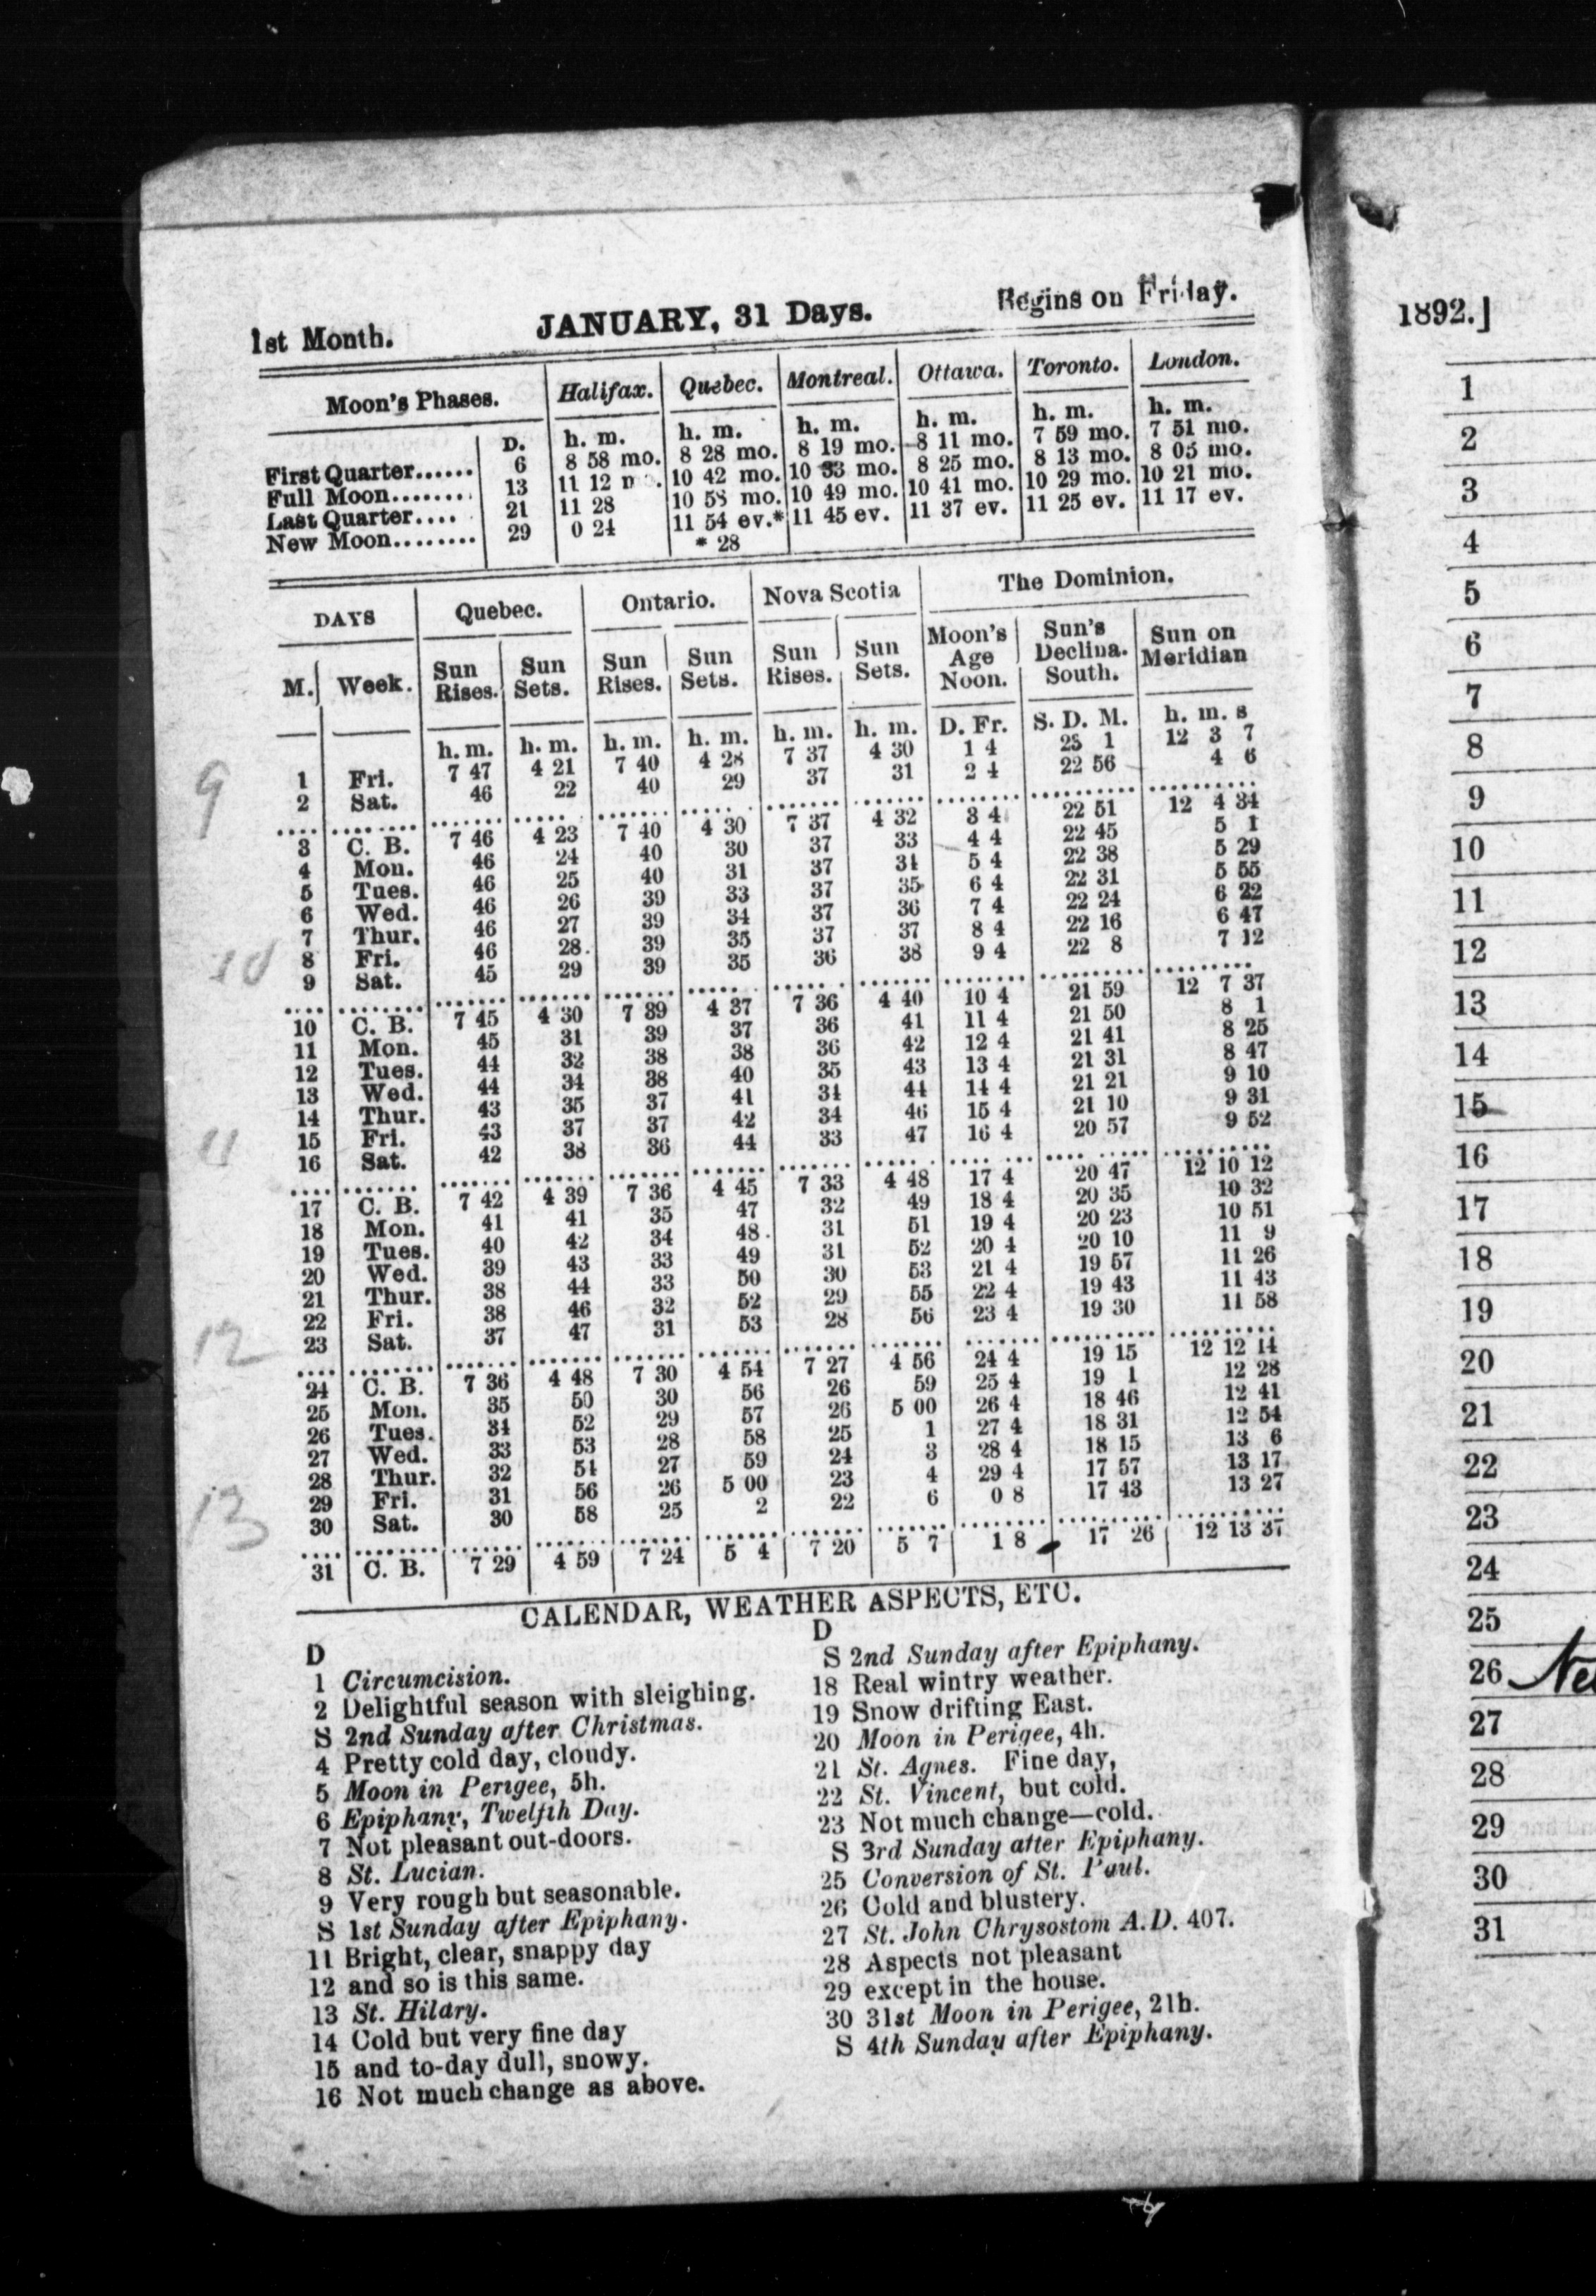 1st Month. JANUARY, 31 Days. Begins on Friday.
Moon's Phases. Halifax. Quebec. Montreal. Ottawa. Toronto. London.
D. h. m. h. m. h. m. h. m. h. m. h. m.
First Quarter...... 6 8 58 mo. 8 28 mo. 8 19 mo. 8 11 mo. 7 59 mo. 7 51 mo.
Full Moon........ 13 11 12 10 42 mo. 10 33 mo. 8 25 mo. 8 13 mo. 8 05 mo.
Last Quarter.... 21 11 28 10 58 mo. 10 49 mo. 10 41 mo. 10 29 mo. 10 21 mo.
New Moon........ 29 0 24 11 54 ev.* 11 45 ev. 11 37 ev. 11 25 ev. 11 17 ev.
* 28
DAYS Quebec. Ontario. Nova Scotia The Dominion.
M. Week. Sun Rises. Sun Sets. Sun Rises. Sun Sets. Sun Rises. Sun Sets. Moon's Age Noon. Sun's Declina. South. Sun on Meridian
h. m. h. m. h. m. h. m. h. m. h. m. D. Fr. S. D. M. h. m. s
1 Fri. 7 47 4 21 7 40 4 28 7 37 4 30 1 4 23 1 12 3 7
2 Sat. 46 22 40 29 37 31 2 4 22 56 4 6
9
3 C. B. 7 46 4 23 7 40 4 30 7 37 4 32 3 4 22 51 12 4 34
4 Mon. 46 24 40 30 37 33 4 4 22 45 5 1
5 Tues. 46 25 40 31 37 34 5 4 22 38 5 29
6 Wed. 46 26 39 33 37 35 6 4 22 31 5 55
7 Thur. 46 27 39 34 37 36 7 4 22 24 6 22
8 Fri. 46 28 39 35 37 37 8 4 22 16 6 47
9 Sat. 45 29 39 35 36 38 9 4 22 8 7 12
10
10 C. B. 7 45 4 30 7 39 4 37 7 36 4 40 10 4 21 59 12 7 37
11 Mon. 45 31 39 37 36 41 11 4 21 50 8 1
12 Tues. 44 32 38 38 36 42 12 4 21 41 8 25
13 Wed. 44 34 38 40 35 43 13 4 21 31 8 47
14 Thur. 43 35 37 41 34 44 14 4 21 21 9 10
15 Fri. 43 37 37 42 34 46 15 4 21 10 9 31
16 Sat. 42 38 36 44 33 47 16 4 20 57 9 52
11
17 C. B. 7 42 4 39 7 36 4 45 7 33 4 48 17 4 20 47 12 10 12
18 Mon. 41 41 35 47 32 49 18 4 20 35 10 32
19 Tues. 40 42 34 48 31 51 19 4 20 23 10 51
20 Wed. 39 43 33 49 31 52 20 4 20 10 11 9
21 Thur. 38 44 33 50 30 53 21 4 19 57 11 26
22 Fri. 38 46 32 52 29 55 22 4 19 43 11 43
23 Sat. 37 47 31 53 28 56 23 4 19 30 11 58
12
24 C. B. 7 36 4 48 7 30 4 54 7 27 4 56 24 4 19 15 12 12 14
25 Mon. 35 50 30 56 26 59 25 4 19 1 12 28
26 Tues. 34 52 29 57 26 5 00 26 4 18 46 12 41
27 Wed. 33 53 28 58 25 1 27 4 18 31 12 54
28 Thur. 32 54 27 59 24 3 28 4 18 15 13 6
29 Fri. 31 56 26 5 00 23 4 29 4 17 57 13 17
30 Sat. 30 58 25 2 22 6 0 8 17 43 13 27
13
31 C. B. 7 29 4 59 7 24 5 4 7 20 5 7 1 8 17 26 12 13 37
CALENDAR, WEATHER ASPECTS, ETC.
D
1 Circumcision.
2 Delightful season with sleighing.
S 2nd Sunday after Christmas.
4 Pretty cold day, cloudy.
5 Moon in Perigee, 5h.
6 Epiphany, Twelfth Day.
7 Not pleasant out-doors.
8 St. Lucian.
9 Very rough but seasonable.
S 1st Sunday after Epiphany.
11 Bright, clear, snappy day
12 and so is this same.
13 St. Hilary.
14 Cold but very fine day
15 and to-day dull, snowy.
16 Not much change as above.
D
S 2nd Sunday after Epiphany.
18 Real wintry weather.
19 Snow drifting East.
20 Moon in Perigee, 4h.
21 St. Agnes. Fine day,
22 St. Vincent, but cold.
23 Not much change—cold.
S 3rd Sunday after Epiphany.
25 Conversion of St. Paul.
26 Cold and blustery.
27 St. John Chrysostom A.D. 407.
28 Aspects not pleasant
29 except in the house.
30 31st Moon in Perigee, 21h.
S 4th Sunday after Epiphany.
1892.]
1
2
3
4
5
6
7
8
9
10
11
12
13
14
15
16
17
18
19
20
21
22
23
24
25
26
27
28
29
30
31